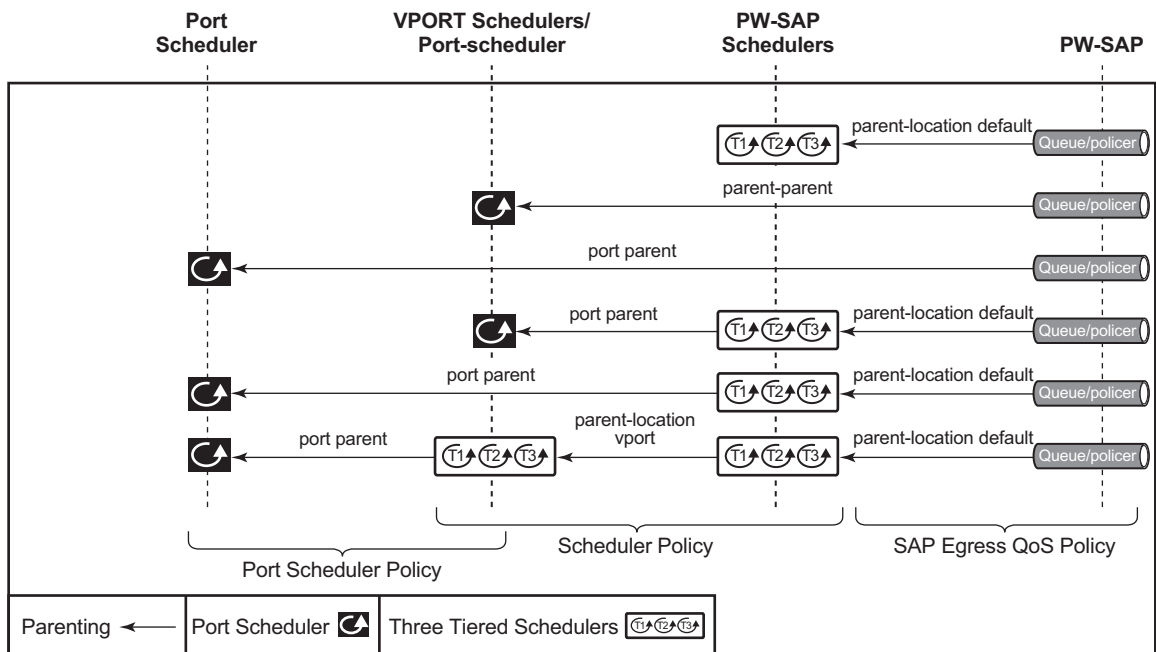 Port
Scheduler
VPORT Schedulers/
Port-scheduler
PW-SAP
Schedulers
PW-SAP
parent-location default
T1 T2 T3
Queue/policer
parent-parent
Queue/policer
port parent
Queue/policer
port parent
T1 T2 T3
parent-location default
Queue/policer
port parent
T1 T2 T3
parent-location default
Queue/policer
port parent
T1 T2 T3
parent-location
vport
T1 T2 T3
parent-location default
Queue/policer
Port Scheduler Policy
Scheduler Policy
SAP Egress QoS Policy
Parenting
Port Scheduler
Three Tiered Schedulers
T1 T2 T3